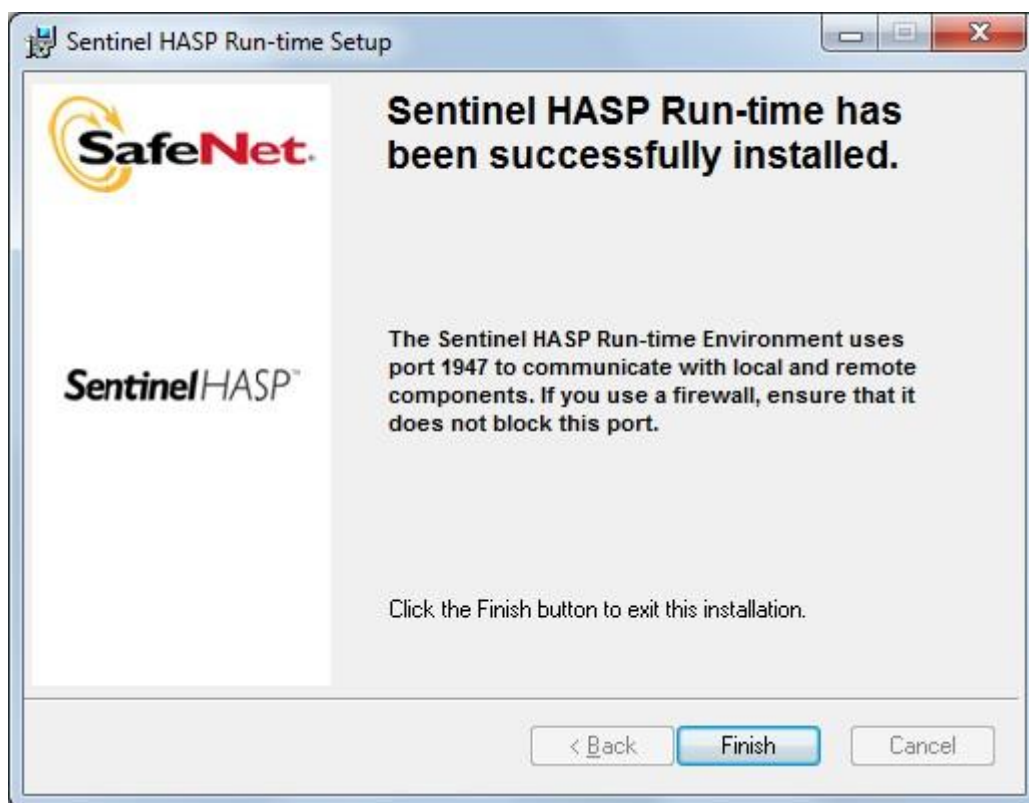 Sentinel HASP Run-time Setup
SafeNet.
Sentinel HASP Run-time has
been successfully installed.
The Sentinel HASP Run-time Environment uses
port 1947 to communicate with local and remote
components. If you use a firewall, ensure that it
does not block this port.
SentinelHASP™
Click the Finish button to exit this installation.
< Back
Finish
Cancel